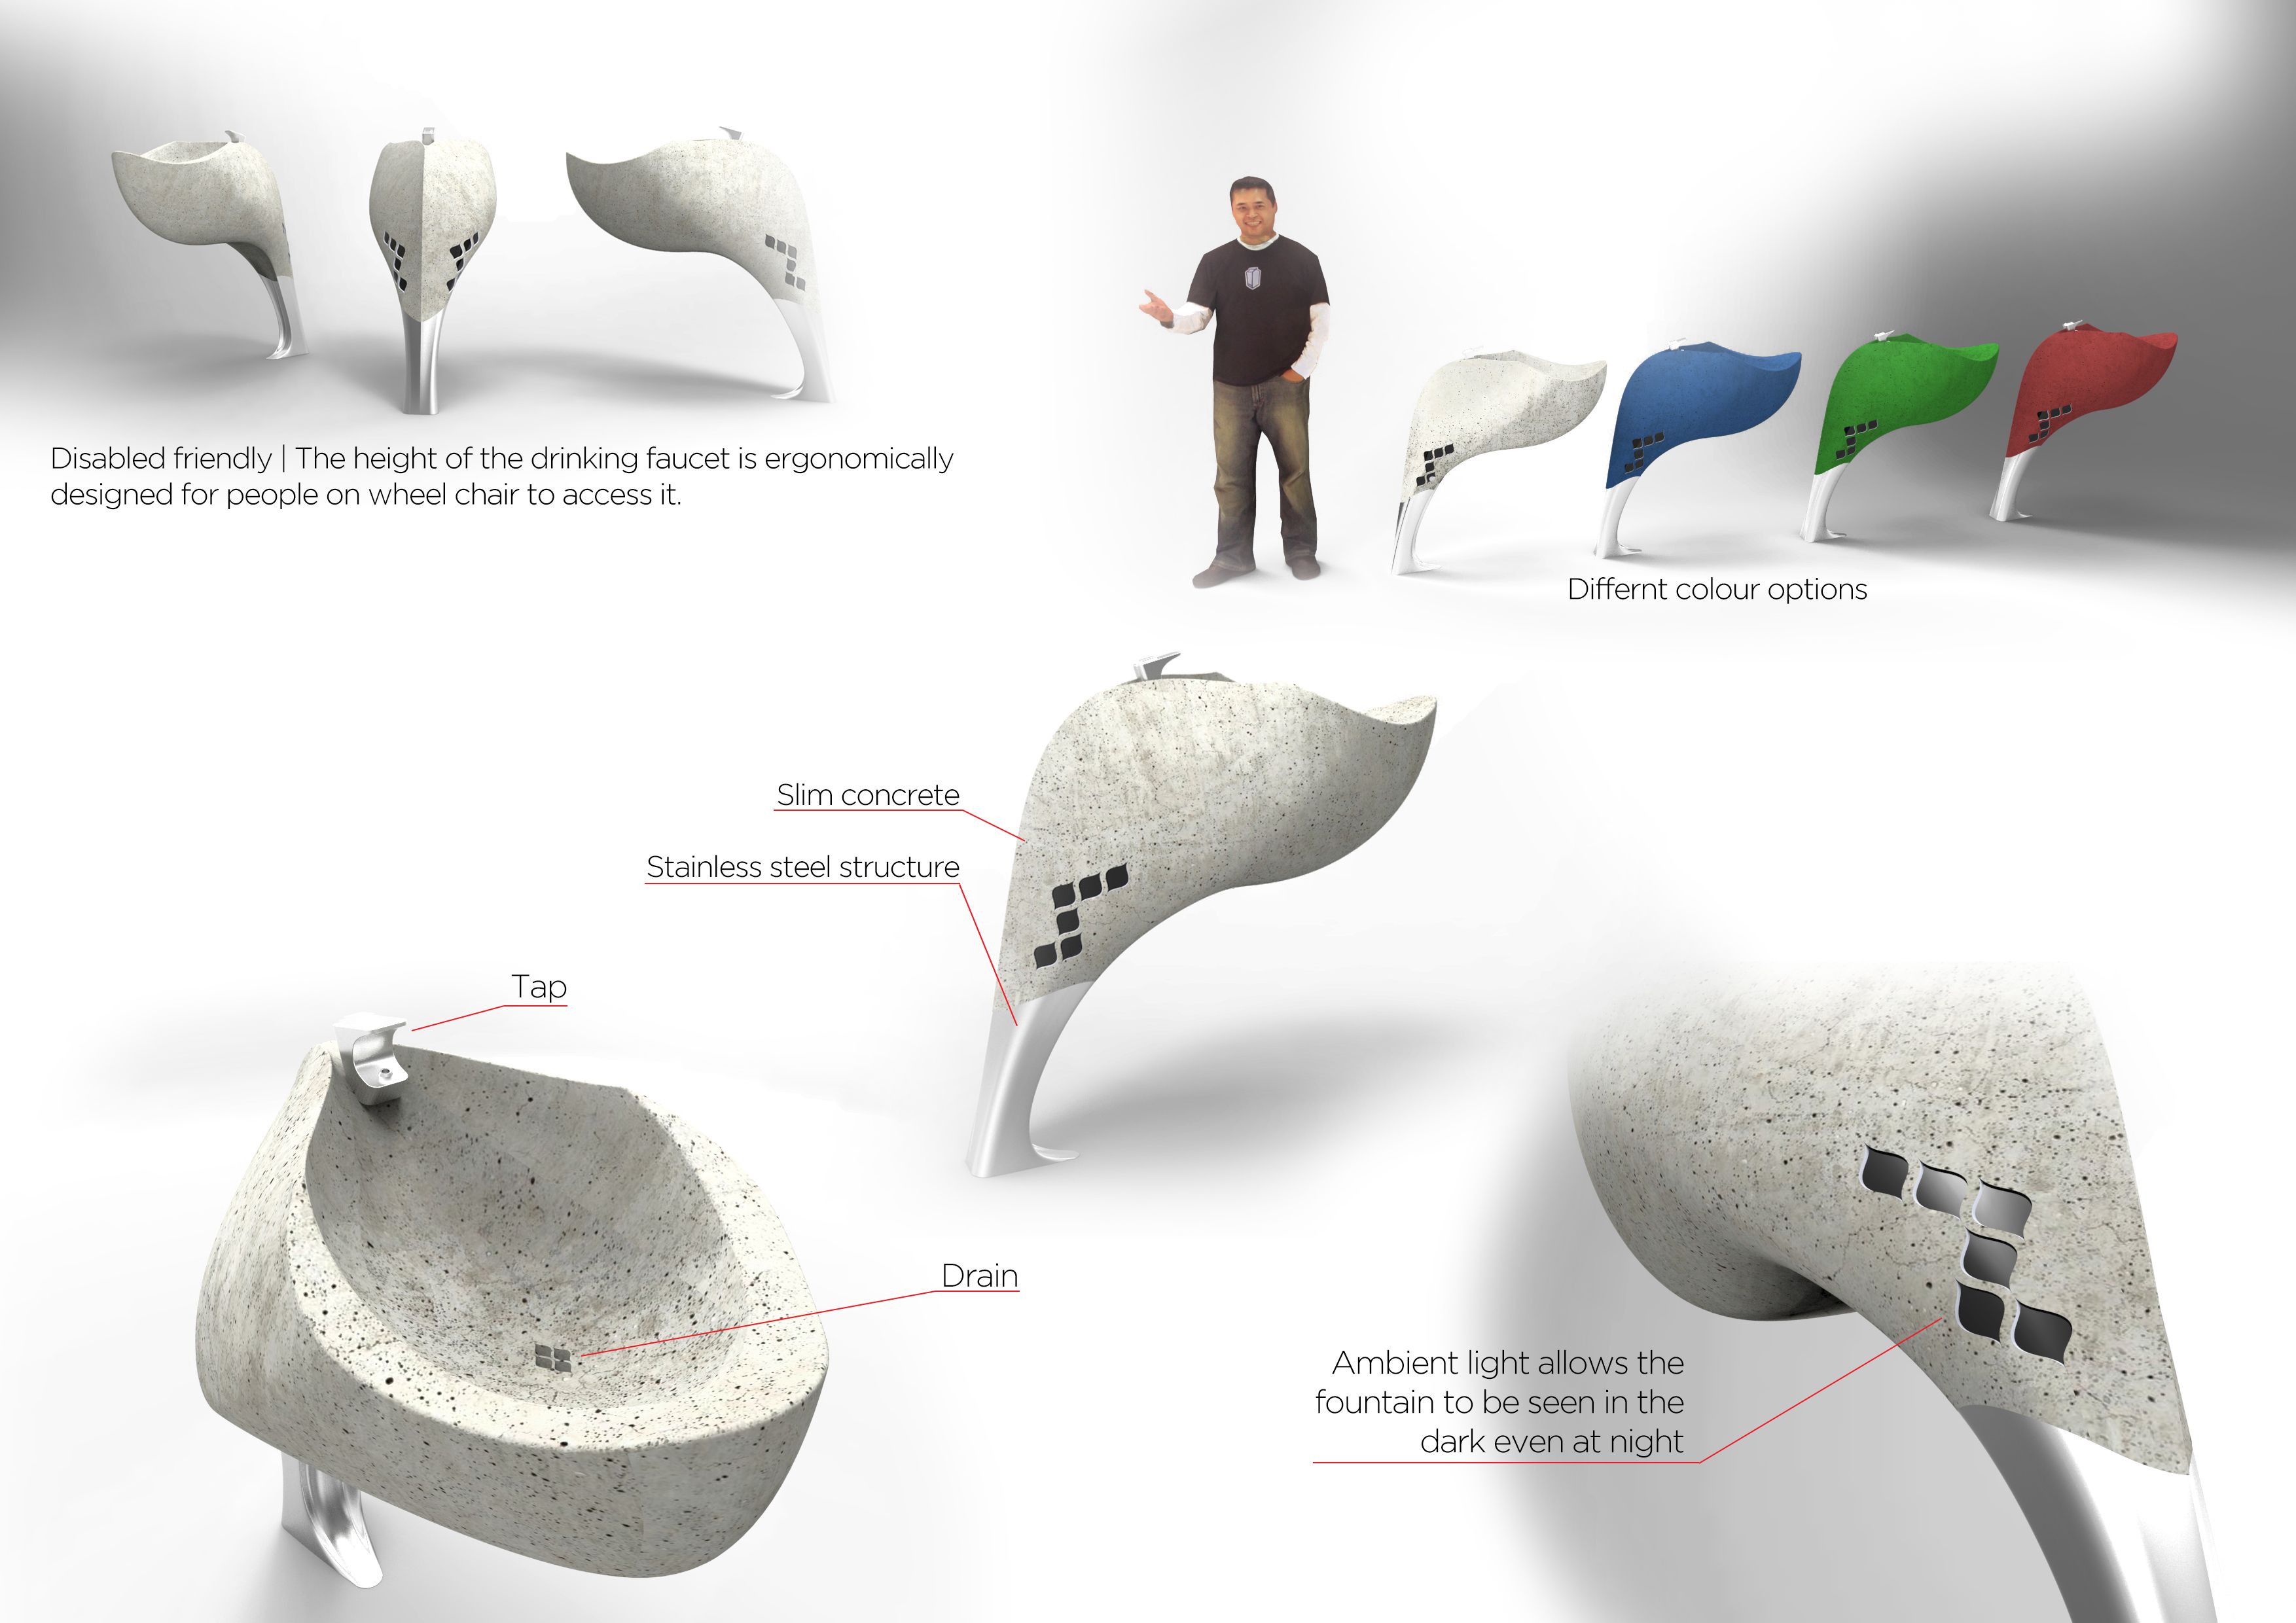 Disabled friendly | The height of the drinking faucet is ergonomically
designed for people on wheel chair to access it.
Differnt colour options
Slim concrete
Stainless steel structure
Tap
Drain
Ambient light allows the
fountain to be seen in the
dark even at night